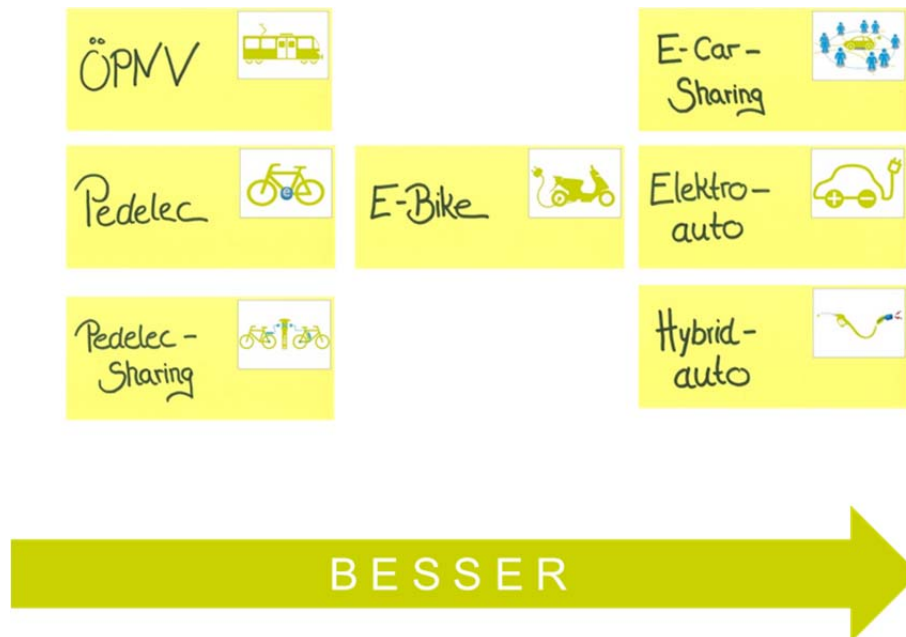 ÖPNV
E-Car-
Sharing
Pedelec
e
E-Bike
Elektro-
auto
+ -
Pedelec-
Sharing
Hybrid-
auto
BESSER